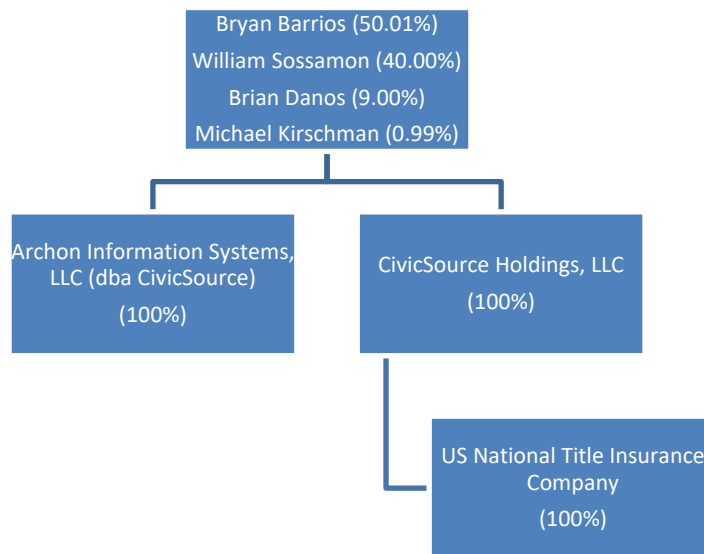 Bryan Barrios (50.01%)
William Sossamon (40.00%)
Brian Danos (9.00%)
Michael Kirschman (0.99%)
Archon Information Systems,
LLC (dba CivicSource)
(100%)
CivicSource Holdings, LLC
(100%)
US National Title Insurance
Company
(100%)